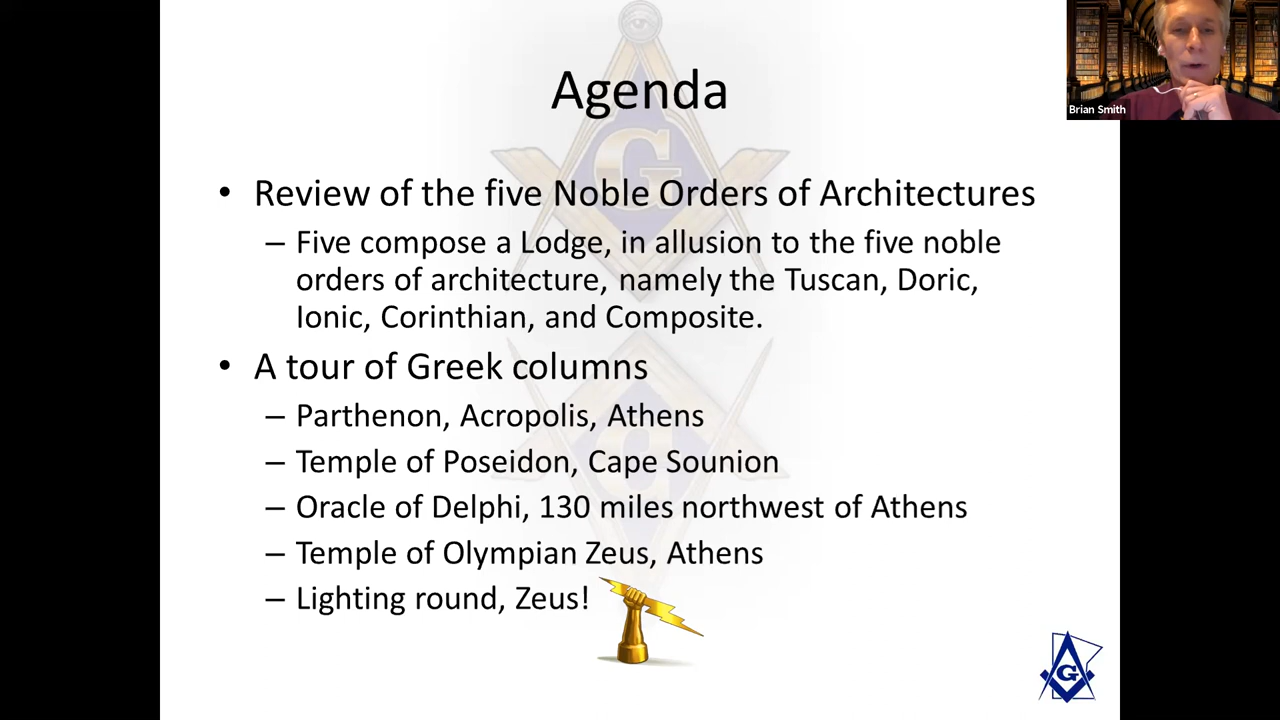 Agenda
• Review of the five Noble Orders of Architectures
– Five compose a Lodge, in allusion to the five noble
orders of architecture, namely the Tuscan, Doric,
Ionic, Corinthian, and Composite.
• A tour of Greek columns
– Parthenon, Acropolis, Athens
– Temple of Poseidon, Cape Sounion
– Oracle of Delphi, 130 miles northwest of Athens
– Temple of Olympian Zeus, Athens
– Lighting round, Zeus!
Brian Smith
G
G
G